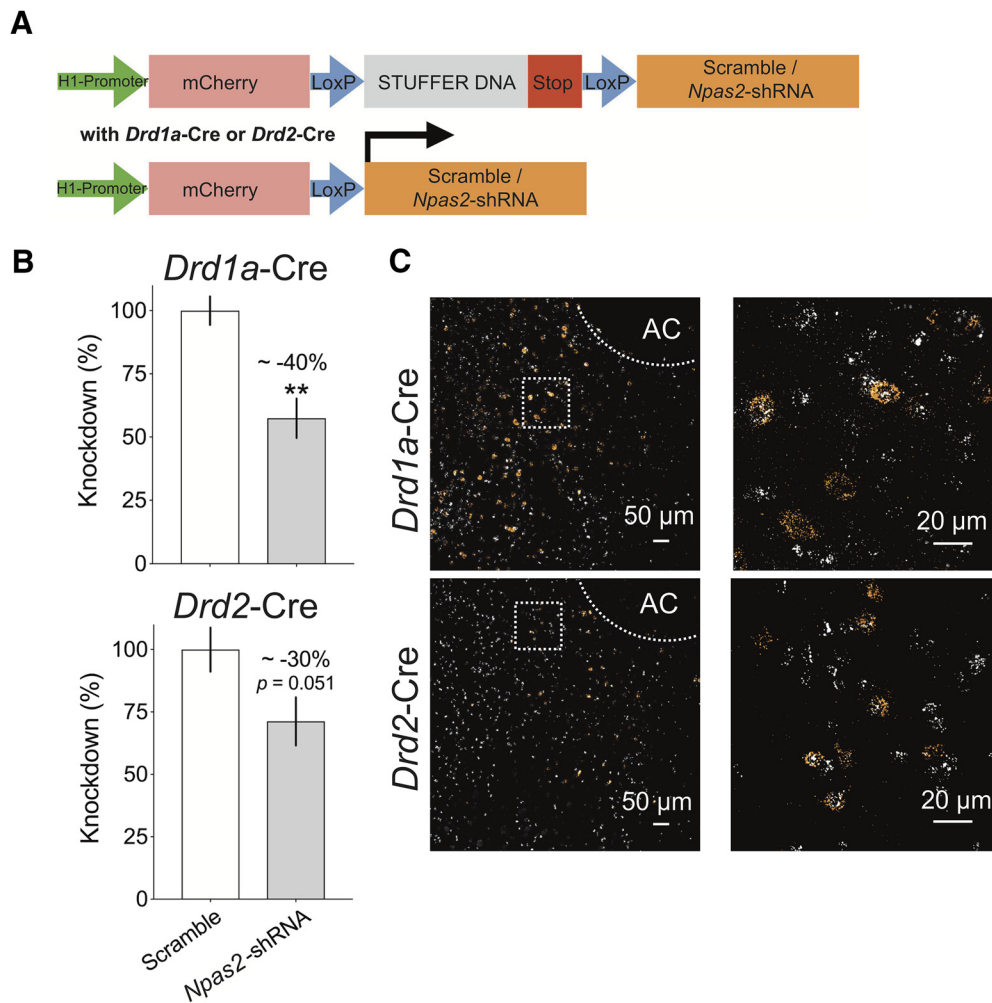 A
H1-Promoter mCherry LoxP STUFFER DNA Stop LoxP Scramble /
Npas2-shRNA
with Drd1a-Cre or Drd2-Cre
H1-Promoter mCherry LoxP Scramble /
Npas2-shRNA
B
Drd1a-Cre
Knockdown (%)
100
75
50
25
0
~ -40%
**
Drd2-Cre
Knockdown (%)
100
75
50
25
0
~ -30%
p = 0.051
Scramble
Npas2-shRNA
C
Drd1a-Cre
AC
50 µm
20 µm
Drd2-Cre
AC
50 µm
20 µm